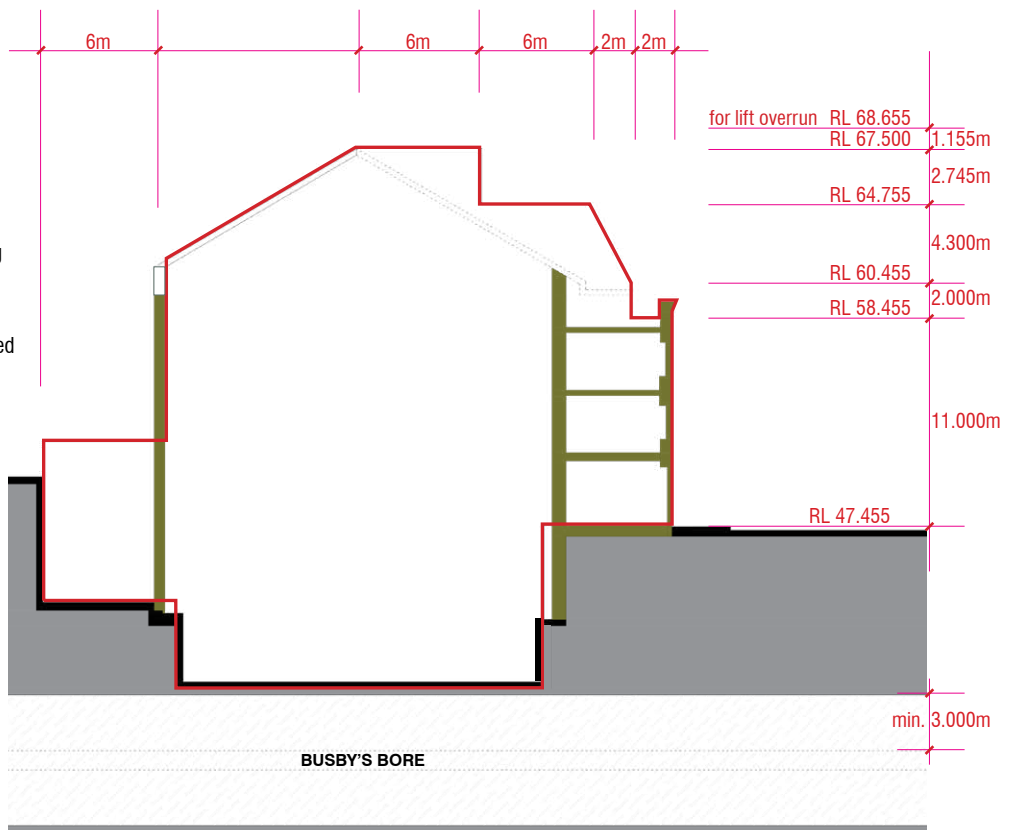 6m 6m 6m 2m 2m
for lift overrun RL 68.655
RL 67.500 1.155m
2.745m
RL 64.755
4.300m
RL 60.455
2.000m
RL 58.455
ed
11.000m
RL 47.455
min. 3.000m
BUSBY'S BORE